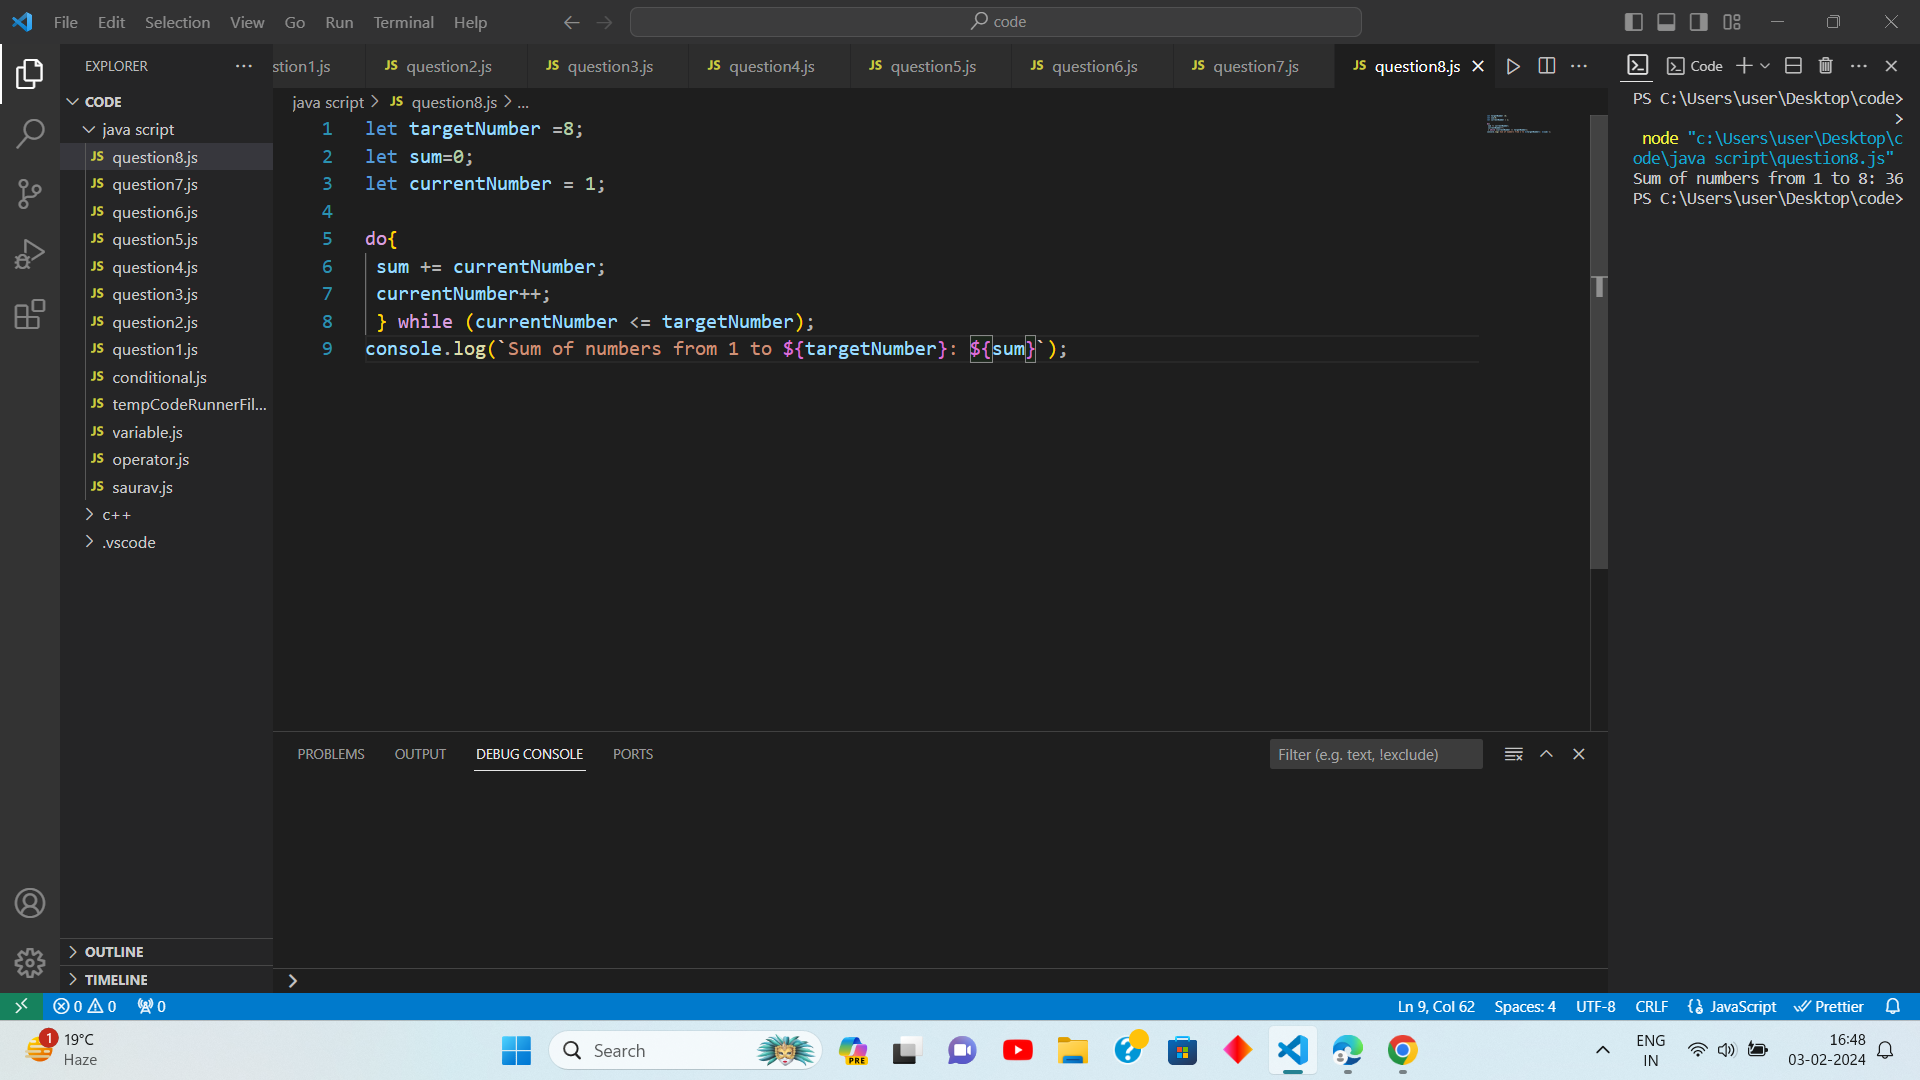 File Edit Selection View Go Run Terminal Help
code
EXPLORER
CODE
java script
JS question8.js
JS question7.js
JS question6.js
JS question5.js
JS question4.js
JS question3.js
JS question2.js
JS question1.js
JS conditional.js
JS tempCodeRunnerFil...
JS variable.js
JS operator.js
JS saurav.js
c++
.vscode
OUTLINE
TIMELINE
stion1.js JS question2.js JS question3.js JS question4.js JS question5.js JS question6.js JS question7.js JS question8.js
java script > JS question8.js > ...
1 let targetNumber =8;
2 let sum=0;
3 let currentNumber = 1;
4
5 do{
6 sum += currentNumber;
7 currentNumber++;
8 } while (currentNumber <= targetNumber);
9 console.log(`Sum of numbers from 1 to ${targetNumber}: ${sum}`);
Code
PS C:\Users\user\Desktop\code>
>
node "c:\Users\user\Desktop\c
ode\java script\question8.js"
Sum of numbers from 1 to 8: 36
PS C:\Users\user\Desktop\code>
PROBLEMS OUTPUT DEBUG CONSOLE PORTS
Filter (e.g. text, !exclude)
>
0 0 0
Ln 9, Col 62 Spaces: 4 UTF-8 CRLF JavaScript Prettier
1
19°C
Haze
Search
PRE
ENG
IN
16:48
03-02-2024